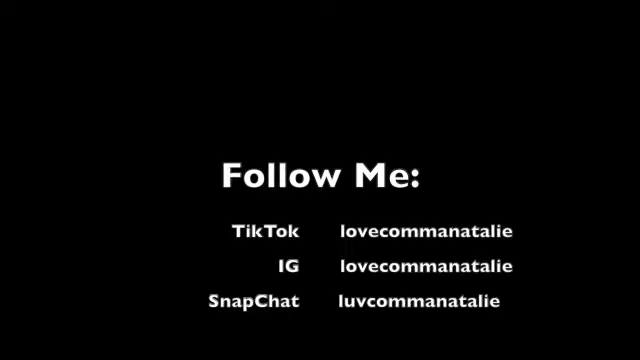 Follow Me:
TikTok lovecommanatalie
IG lovecommanatalie
SnapChat luvcommanatalie